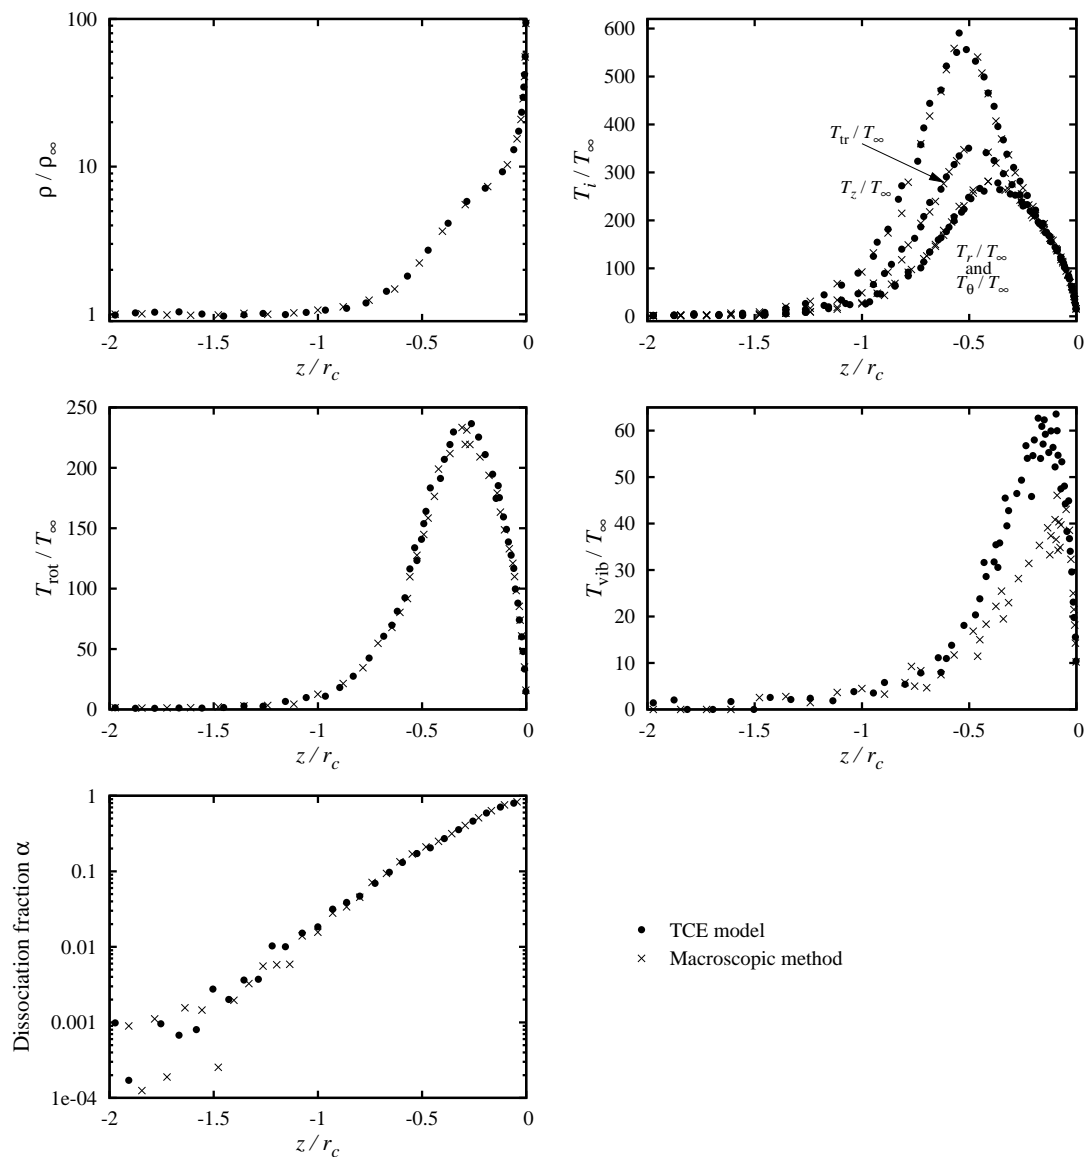 100
10
1
ρ / ρ∞
-2 -1.5 -1 -0.5 0
z / r_c
600
500
400
300
200
100
0
T_i / T∞
T_tr / T∞
T_z / T∞
T_r / T∞
and
T_θ / T∞
-2 -1.5 -1 -0.5 0
z / r_c
250
200
150
100
50
0
T_rot / T∞
-2 -1.5 -1 -0.5 0
z / r_c
60
50
40
30
20
10
0
T_vib / T∞
-2 -1.5 -1 -0.5 0
z / r_c
1
0.1
0.01
0.001
1e-04
Dissociation fraction α
-2 -1.5 -1 -0.5 0
z / r_c
TCE model
Macroscopic method